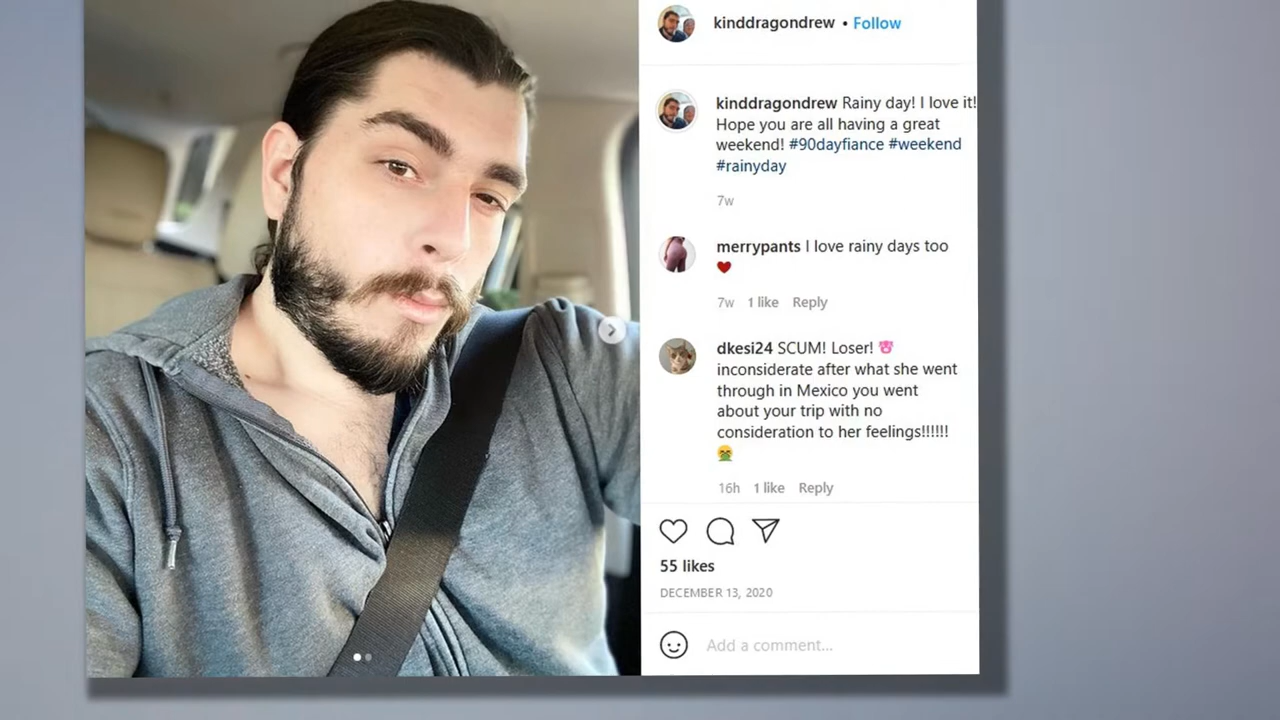 kinddragondrew • Follow
kinddragondrew Rainy day! I love it!
Hope you are all having a great
weekend! #90dayfiance #weekend
#rainyday
7w
merrypants I love rainy days too
❤️
7w 1 like Reply
dkesi24 SCUM! Loser! 🐷
inconsiderate after what she went
through in Mexico you went
about your trip with no
consideration to her feelings!!!!!!
🤮
16h 1 like Reply
55 likes
DECEMBER 13, 2020
Add a comment...